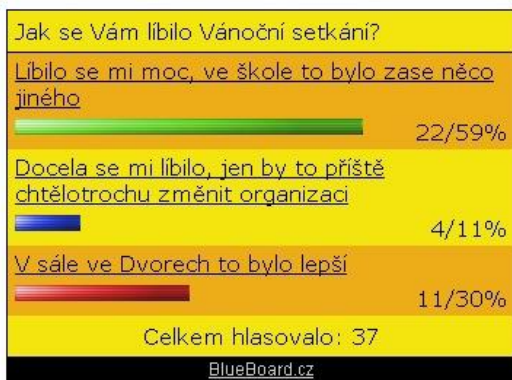 Jak se Vám líbilo Vánoční setkání?
Líbilo se mi moc, ve škole to bylo zase něco
jiného
22/59%
Docela se mi líbilo, jen by to příště
chtělotrochu změnit organizaci
4/11%
V sále ve Dvorech to bylo lepší
11/30%
Celkem hlasovalo: 37
BlueBoard.cz